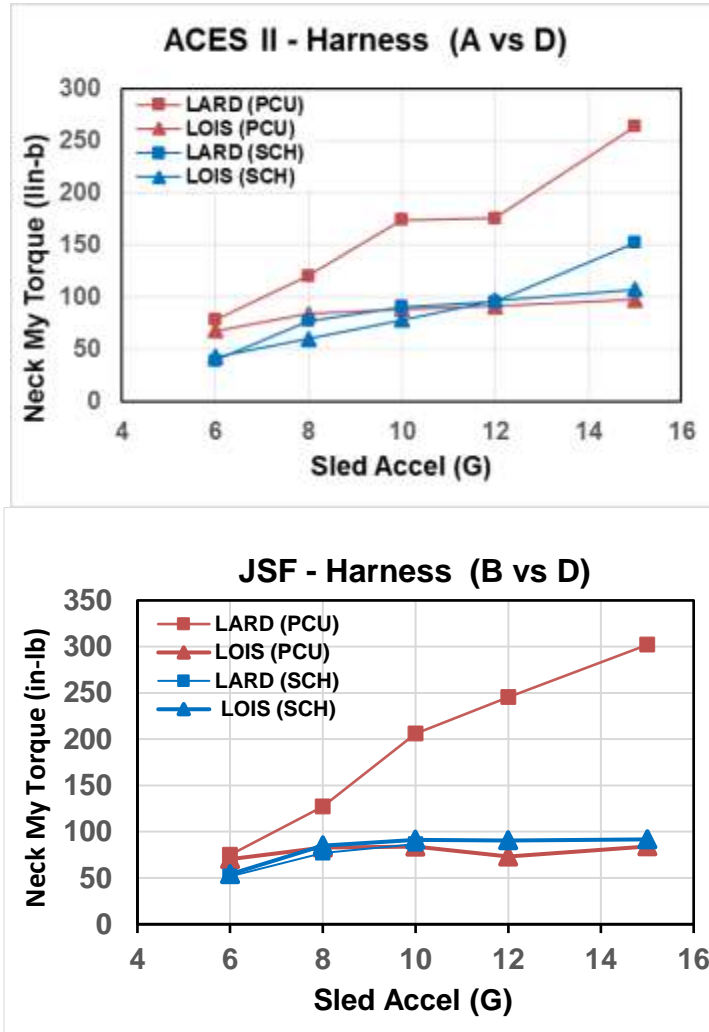 ACES II - Harness (A vs D)
300
250
200
150
100
50
0
Neck My Torque (Iin-b)
LARD (PCU)
LOIS (PCU)
LARD (SCH)
LOIS (SCH)
4 6 8 10 12 14 16
Sled Accel (G)
JSF - Harness (B vs D)
350
300
250
200
150
100
50
0
Neck My Torque (in-lb)
LARD (PCU)
LOIS (PCU)
LARD (SCH)
LOIS (SCH)
4 6 8 10 12 14 16
Sled Accel (G)